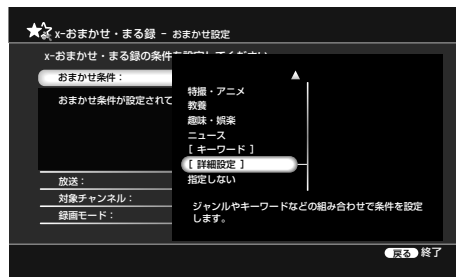 x-おまかせ・まる録 - おまかせ設定
x-おまかせ・まる録の条件を設定してください
おまかせ条件：
おまかせ条件が設定されて
特撮・アニメ
教養
趣味・娯楽
ニュース
[ キーワード ]
[ 詳細設定 ]
指定しない
ジャンルやキーワードなどの組み合わせで条件を設定
します。
放送：
対象チャンネル：
録画モード：
戻る 終了